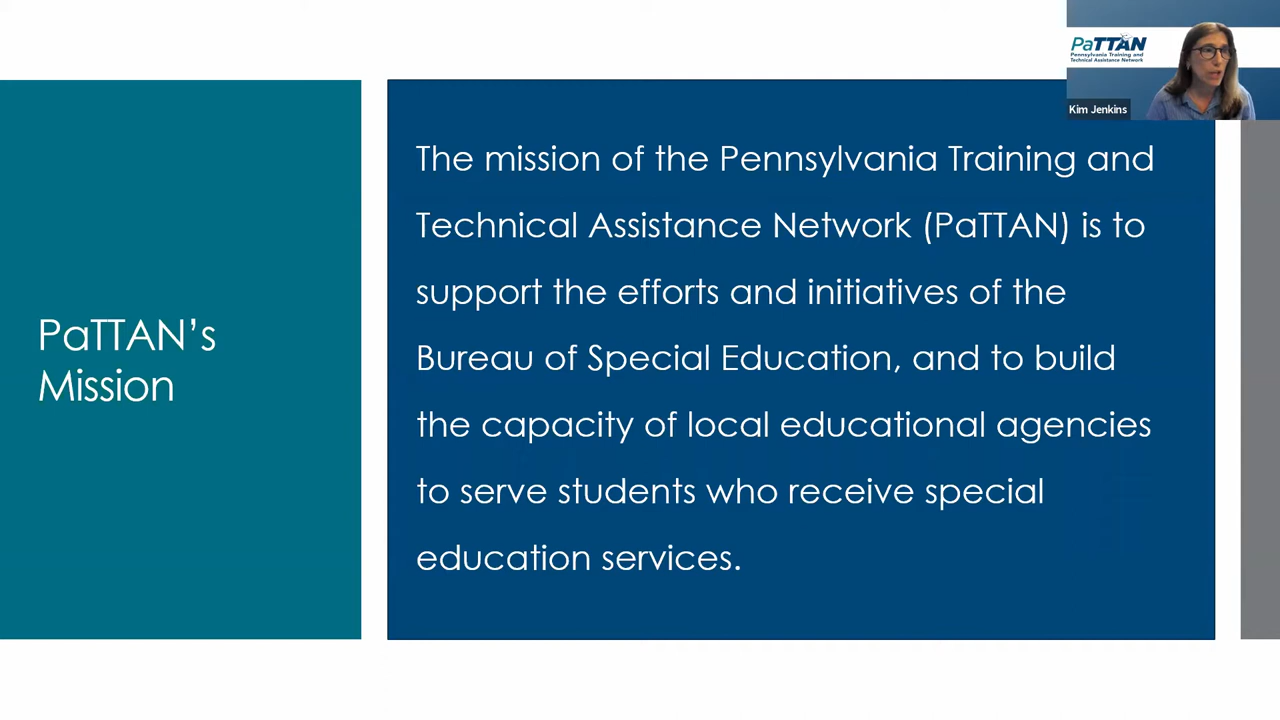 PaTTAN
Pennsylvania Training and
Technical Assistance Network
Kim Jenkins
PaTTAN’s
Mission
The mission of the Pennsylvania Training and
Technical Assistance Network (PaTTAN) is to
support the efforts and initiatives of the
Bureau of Special Education, and to build
the capacity of local educational agencies
to serve students who receive special
education services.